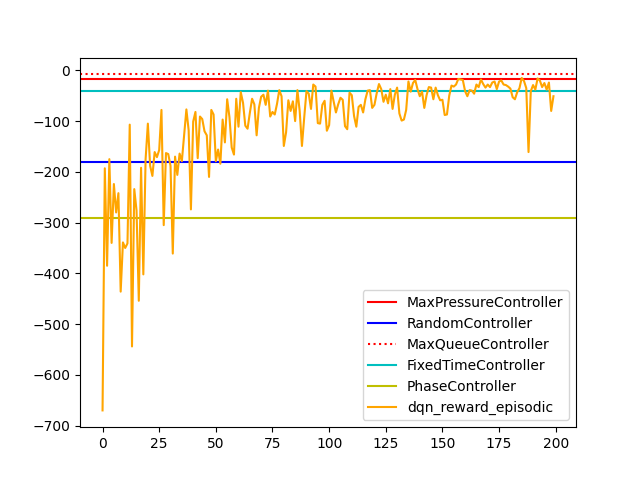 0
−100
−200
−300
−400
−500
−600
−700
MaxPressureController
RandomController
MaxQueueController
FixedTimeController
PhaseController
dqn_reward_episodic
0 25 50 75 100 125 150 175 200